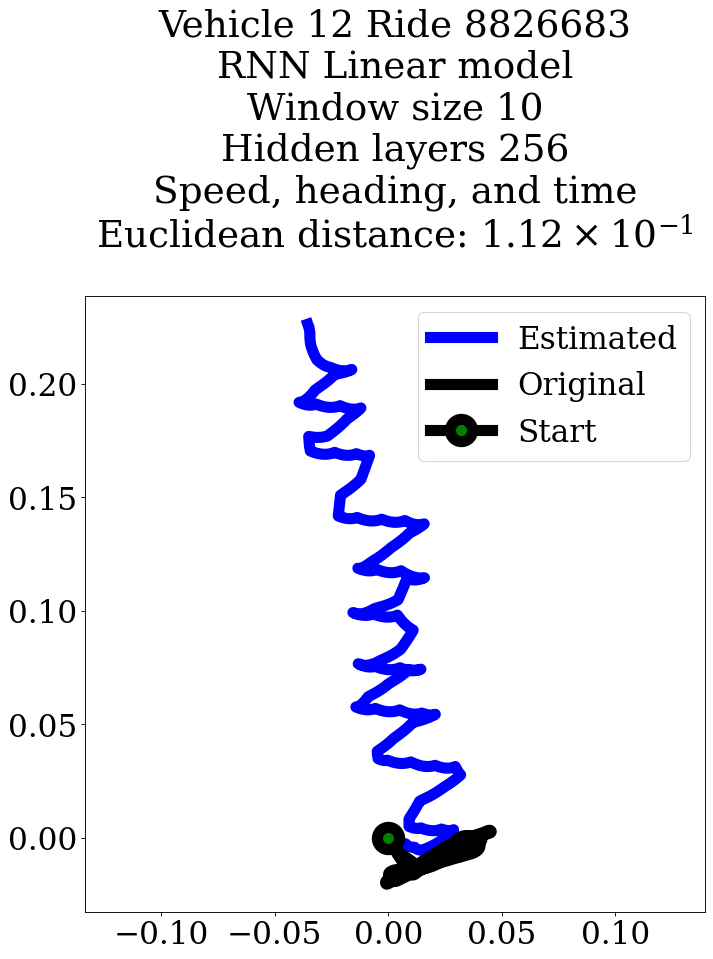 Vehicle 12 Ride 8826683
RNN Linear model
Window size 10
Hidden layers 256
Speed, heading, and time
Euclidean distance: 1.12 × 10⁻¹
Estimated
Original
Start
0.20
0.15
0.10
0.05
0.00
−0.10 −0.05 0.00 0.05 0.10